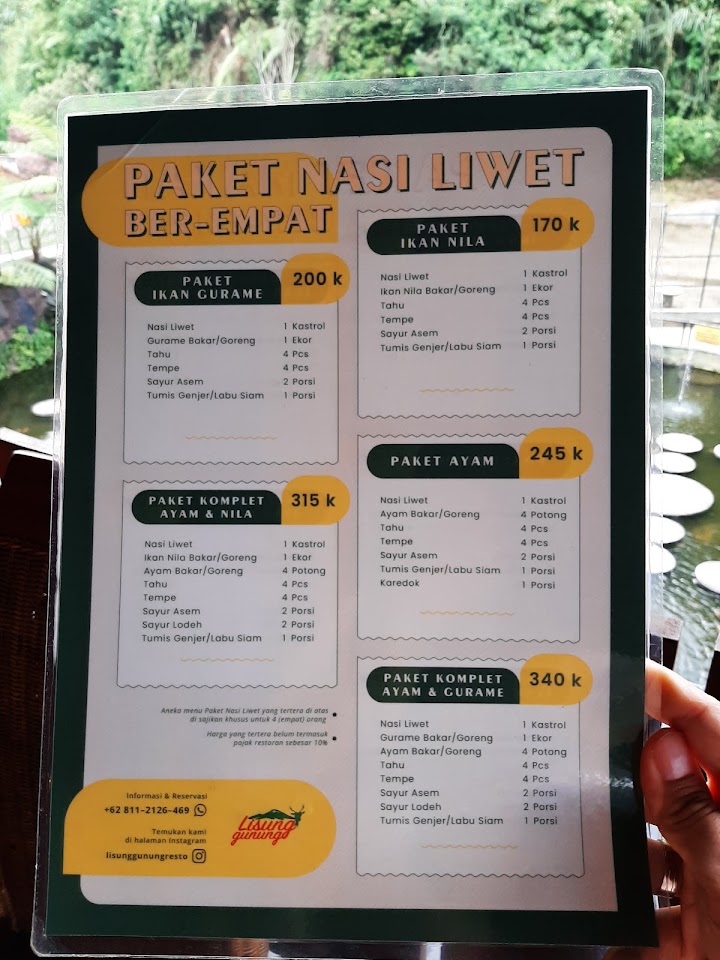 PAKET NASI LIWET
BER-EMPAT
PAKET
IKAN GURAME
200 k
Nasi Liwet 1 Kastrol
Gurame Bakar/Goreng 1 Ekor
Tahu 4 Pcs
Tempe 4 Pcs
Sayur Asem 2 Porsi
Tumis Genjer/Labu Siam 1 Porsi
PAKET
IKAN NILA
170 k
Nasi Liwet 1 Kastrol
Ikan Nila Bakar/Goreng 1 Ekor
Tahu 4 Pcs
Tempe 4 Pcs
Sayur Asem 2 Porsi
Tumis Genjer/Labu Siam 1 Porsi
PAKET KOMPLET
AYAM & NILA
315 k
Nasi Liwet 1 Kastrol
Ikan Nila Bakar/Goreng 1 Ekor
Ayam Bakar/Goreng 4 Potong
Tahu 4 Pcs
Tempe 4 Pcs
Sayur Asem 2 Porsi
Sayur Lodeh 2 Porsi
Tumis Genjer/Labu Siam 1 Porsi
PAKET AYAM
245 k
Nasi Liwet 1 Kastrol
Ayam Bakar/Goreng 4 Potong
Tahu 4 Pcs
Tempe 4 Pcs
Sayur Asem 2 Porsi
Tumis Genjer/Labu Siam 1 Porsi
Karedok 1 Porsi
PAKET KOMPLET
AYAM & GURAME
340 k
Nasi Liwet 1 Kastrol
Gurame Bakar/Goreng 1 Ekor
Ayam Bakar/Goreng 4 Potong
Tahu 4 Pcs
Tempe 4 Pcs
Sayur Asem 2 Porsi
Sayur Lodeh 2 Porsi
Tumis Genjer/Labu Siam 1 Porsi
Aneka menu Paket Nasi Liwet yang tertera di atas
di sajikan khusus untuk 4 (empat) orang
Harga yang tertera belum termasuk
pajak restoran sebesar 10%
Informasi & Reservasi
+62 811-2126-469
Temukan kami
di halaman Instagram
lisunggunungresto
Lisung
gunung